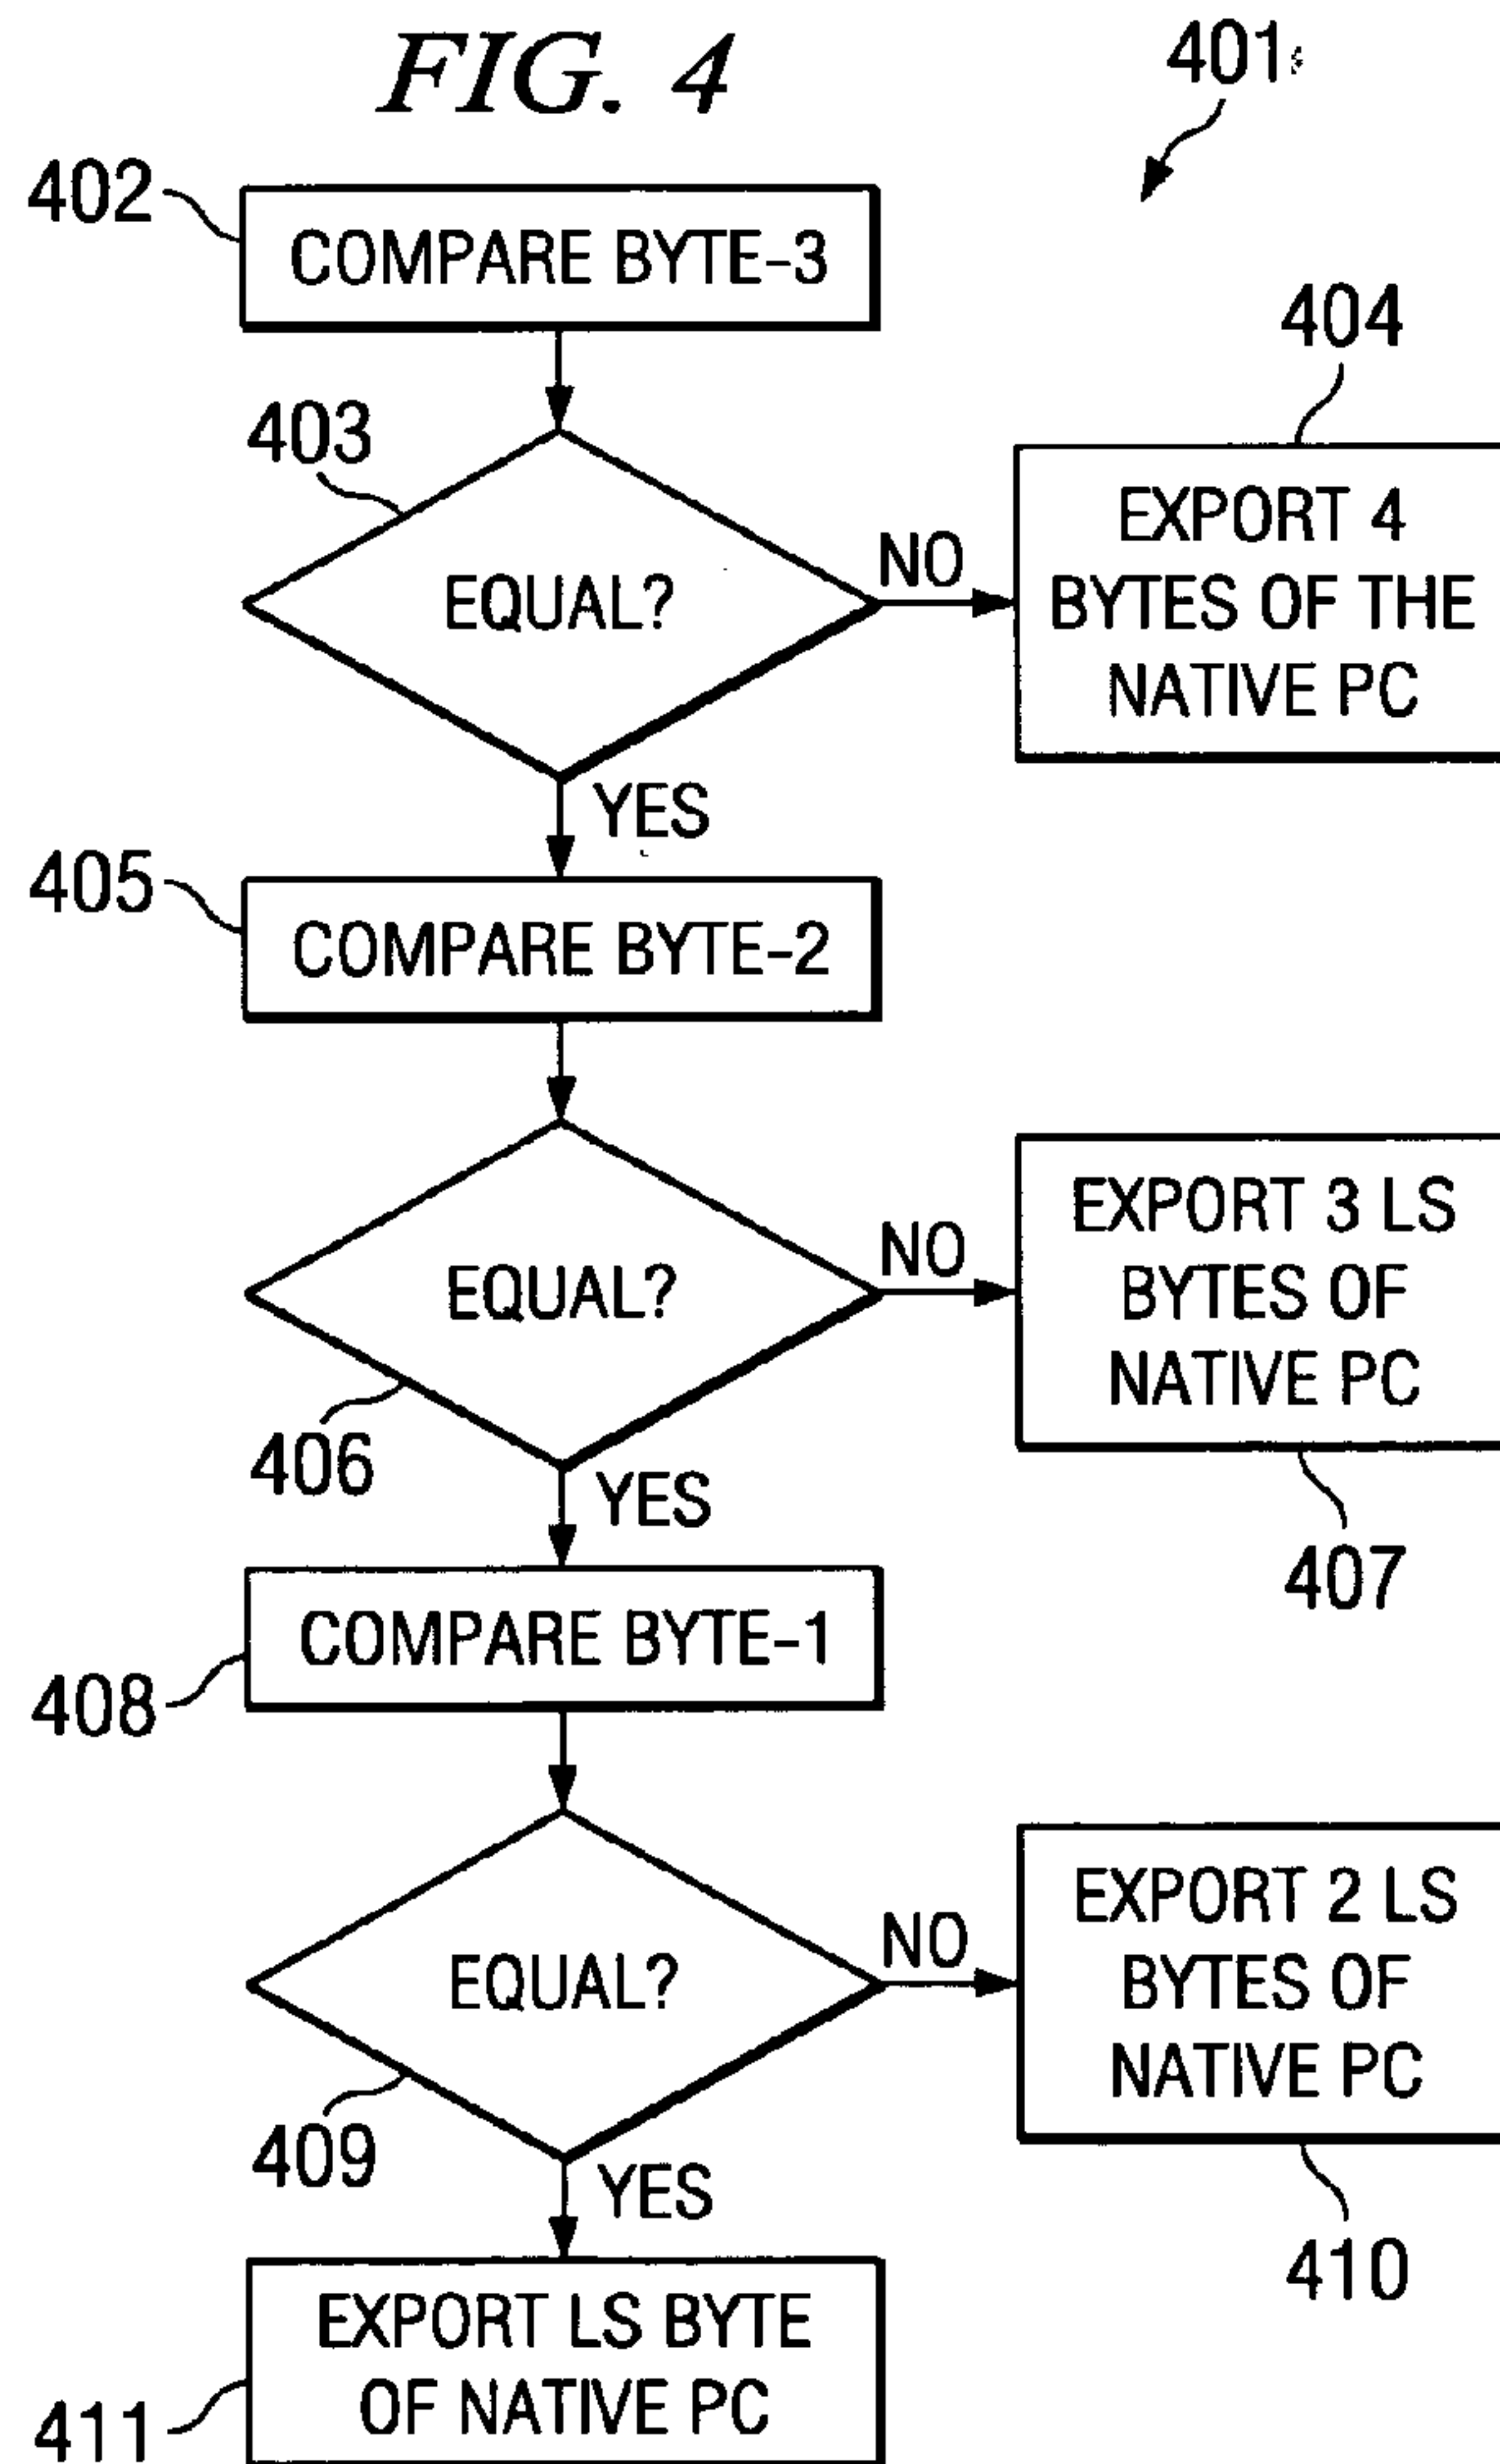 FIG. 4
401
402
COMPARE BYTE-3
404
403
EQUAL?
NO
EXPORT 4
BYTES OF THE
NATIVE PC
YES
405
COMPARE BYTE-2
EQUAL?
NO
EXPORT 3 LS
BYTES OF
NATIVE PC
406
YES
407
COMPARE BYTE-1
408
EQUAL?
NO
EXPORT 2 LS
BYTES OF
NATIVE PC
409
YES
410
EXPORT LS BYTE
OF NATIVE PC
411